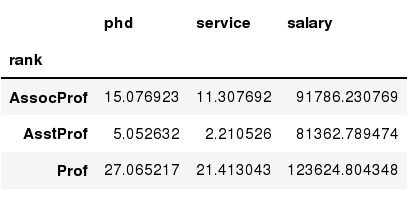 phd service salary
rank
AssocProf 15.076923 11.307692 91786.230769
AsstProf 5.052632 2.210526 81362.789474
Prof 27.065217 21.413043 123624.804348